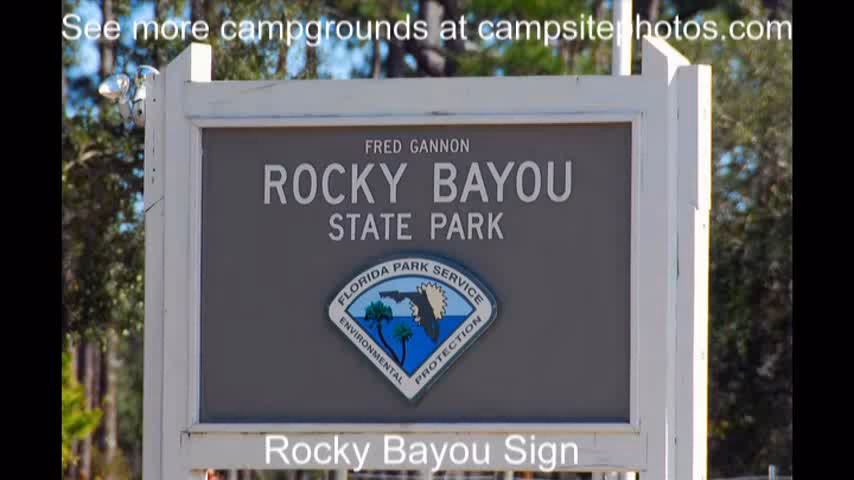 See more campgrounds at campsitephotos.com
FRED GANNON
ROCKY BAYOU
STATE PARK
FLORIDA PARK SERVICE
ENVIRONMENTAL PROTECTION
Rocky Bayou Sign